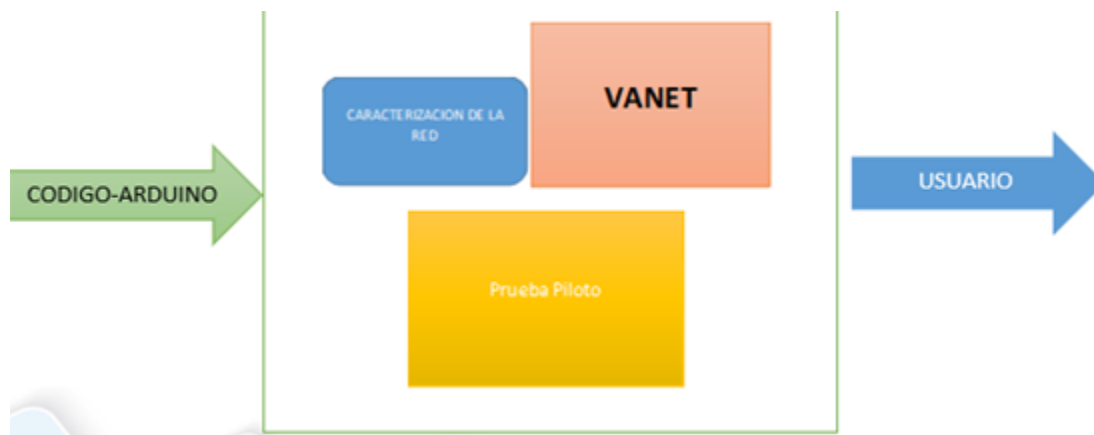 VANET
CARACTERIZACION DE LA
RED
CODIGO-ARDUINO
USUARIO
Prueba Piloto